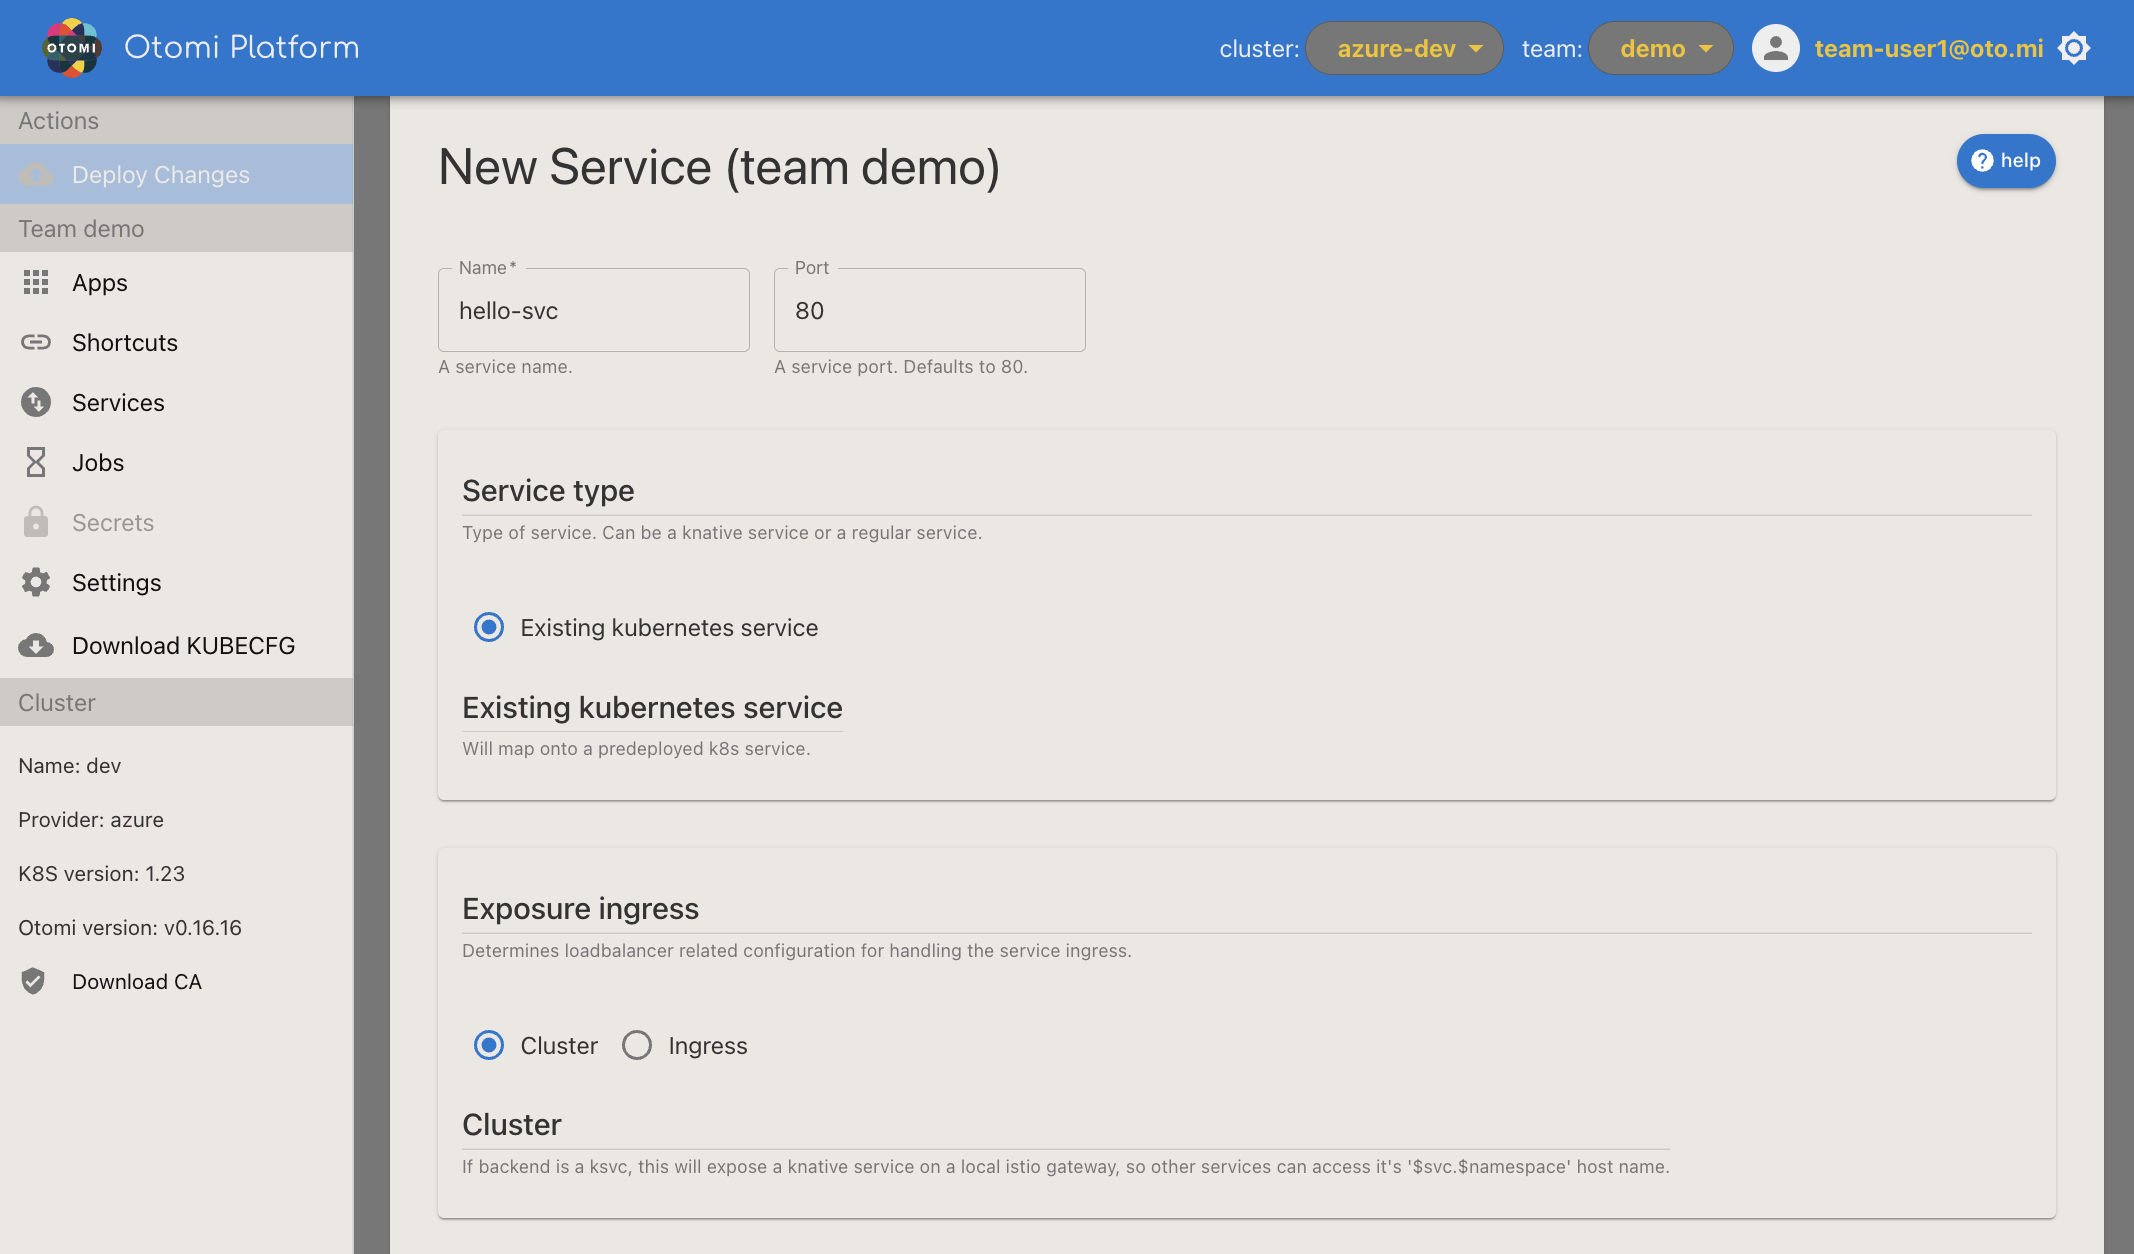 OTOMI Otomi Platform cluster: azure-dev team: demo team-user1@oto.mi
Actions
Deploy Changes
Team demo
Apps
Shortcuts
Services
Jobs
Secrets
Settings
Download KUBECFG
Cluster
Name: dev
Provider: azure
K8S version: 1.23
Otomi version: v0.16.16
Download CA
New Service (team demo)
? help
Name* Port
hello-svc 80
A service name. A service port. Defaults to 80.
Service type
Type of service. Can be a knative service or a regular service.
Existing kubernetes service
Existing kubernetes service
Will map onto a predeployed k8s service.
Exposure ingress
Determines loadbalancer related configuration for handling the service ingress.
Cluster Ingress
Cluster
If backend is a ksvc, this will expose a knative service on a local istio gateway, so other services can access it's '$svc.$namespace' host name.